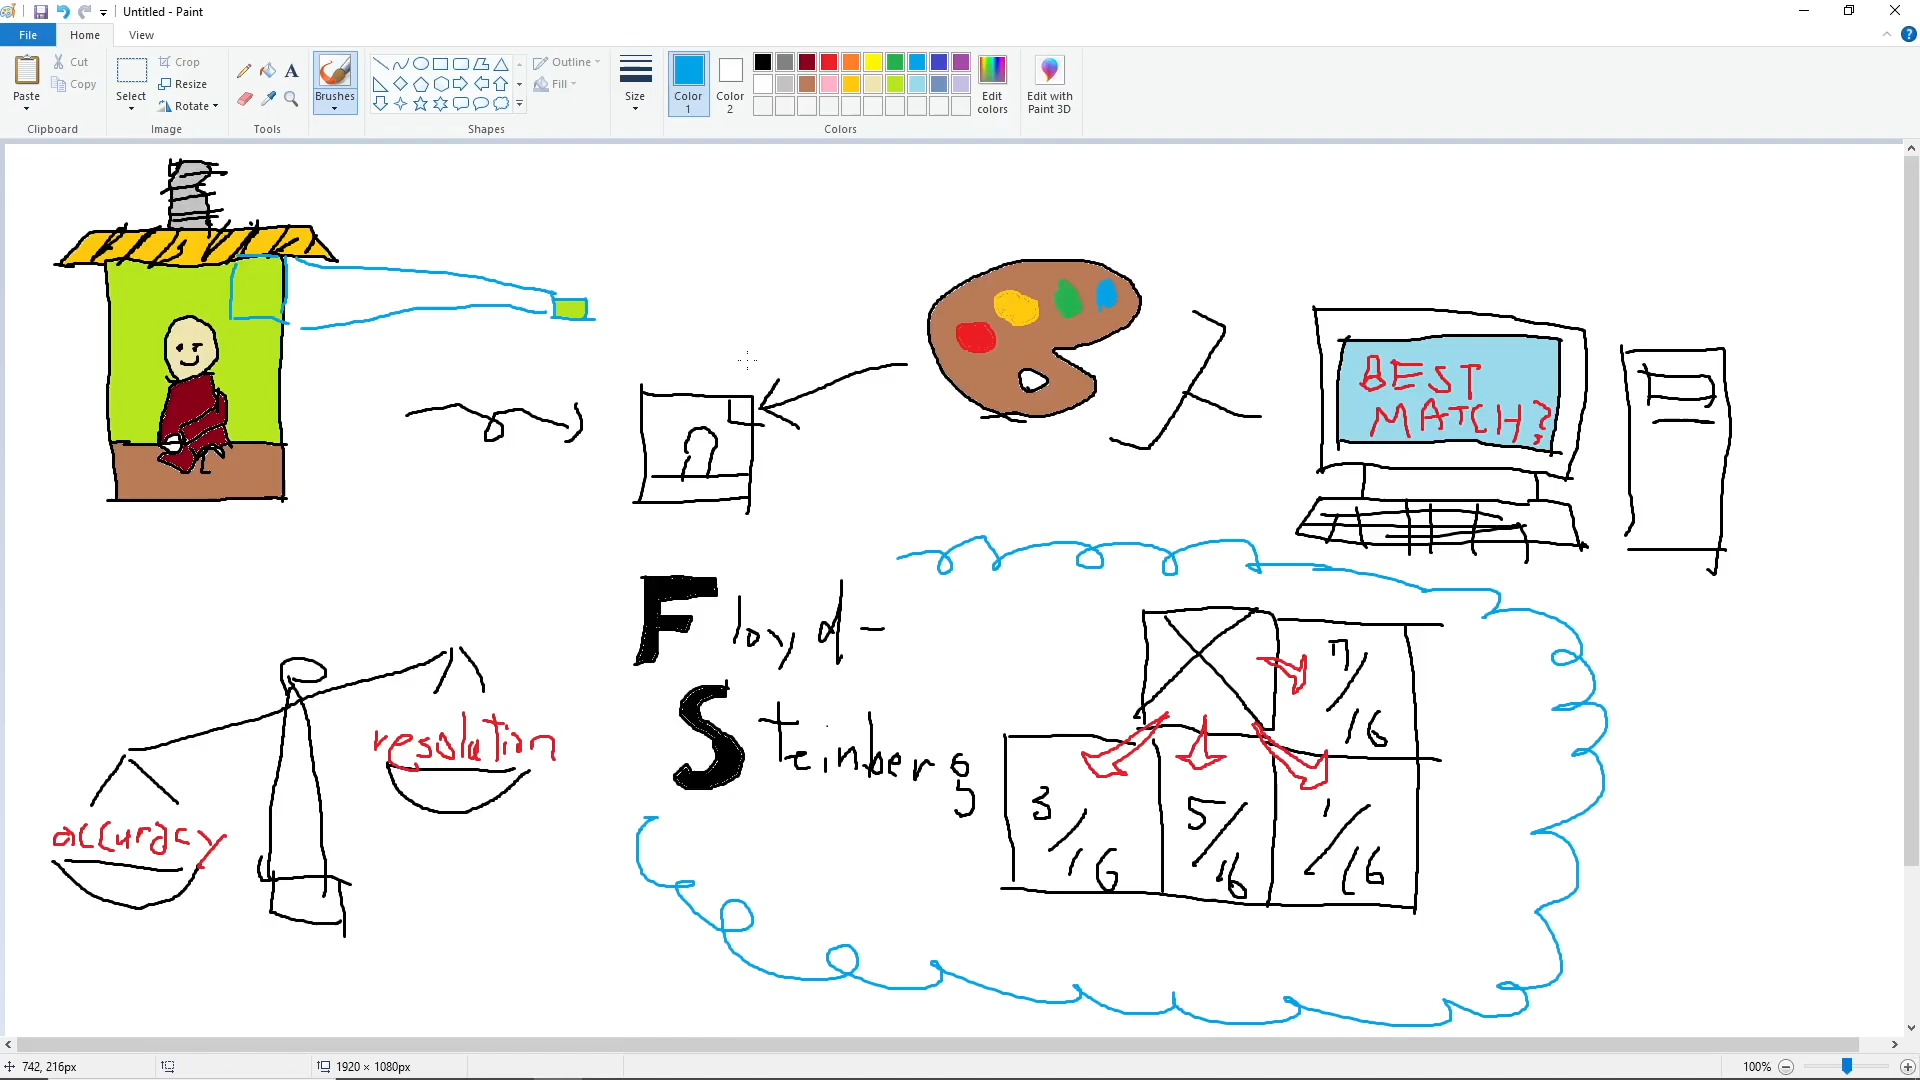 Untitled - Paint
File Home View
Paste
Cut
Copy
Clipboard
Select
Crop
Resize
Rotate
Image
Tools
Brushes
Shapes
Outline
Fill
Size
Color 1
Color 2
Colors
Edit colors
Edit with Paint 3D
BEST
MATCH?
Floyd-
Steinberg
7/16
3/16 5/16 1/16
resolution
accuracy
742, 216px
1920 × 1080px
100%